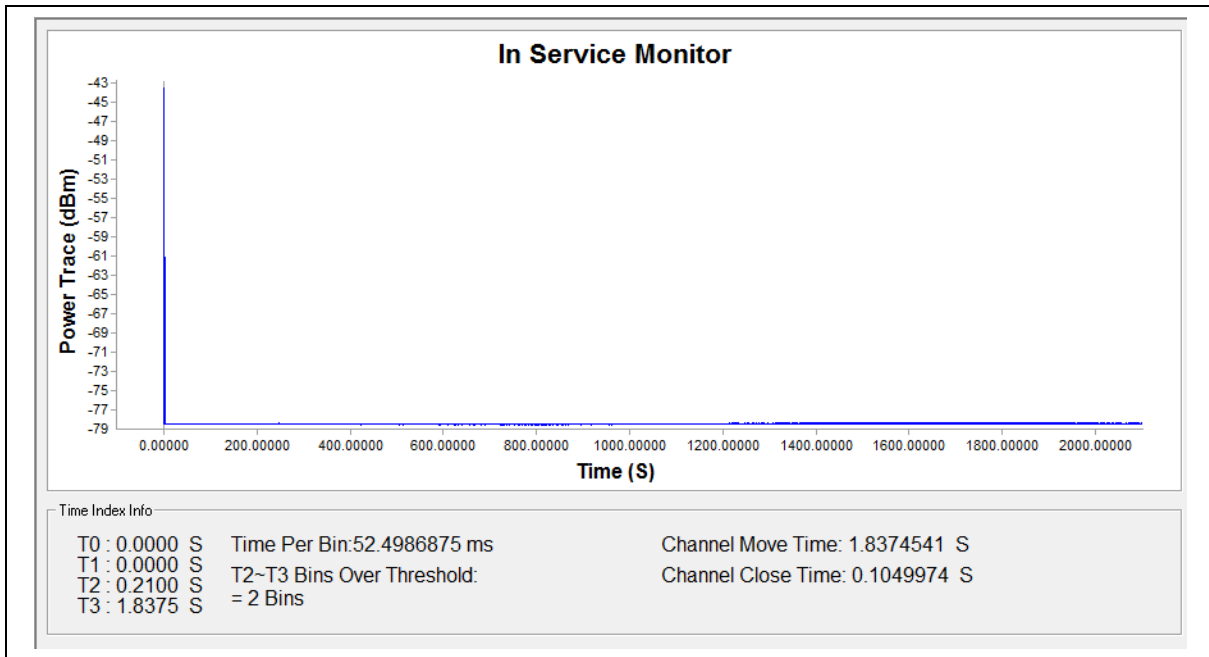 In Service Monitor
Power Trace (dBm)
-43
-45
-47
-49
-51
-53
-55
-57
-59
-61
-63
-65
-67
-69
-71
-73
-75
-77
-79
0.00000 200.00000 400.00000 600.00000 800.00000 1000.00000 1200.00000 1400.00000 1600.00000 1800.00000 2000.00000
Time (S)
Time Index Info
T0 : 0.0000 S
T1 : 0.0000 S
T2 : 0.2100 S
T3 : 1.8375 S
Time Per Bin:52.4986875 ms
T2~T3 Bins Over Threshold:
= 2 Bins
Channel Move Time: 1.8374541 S
Channel Close Time: 0.1049974 S